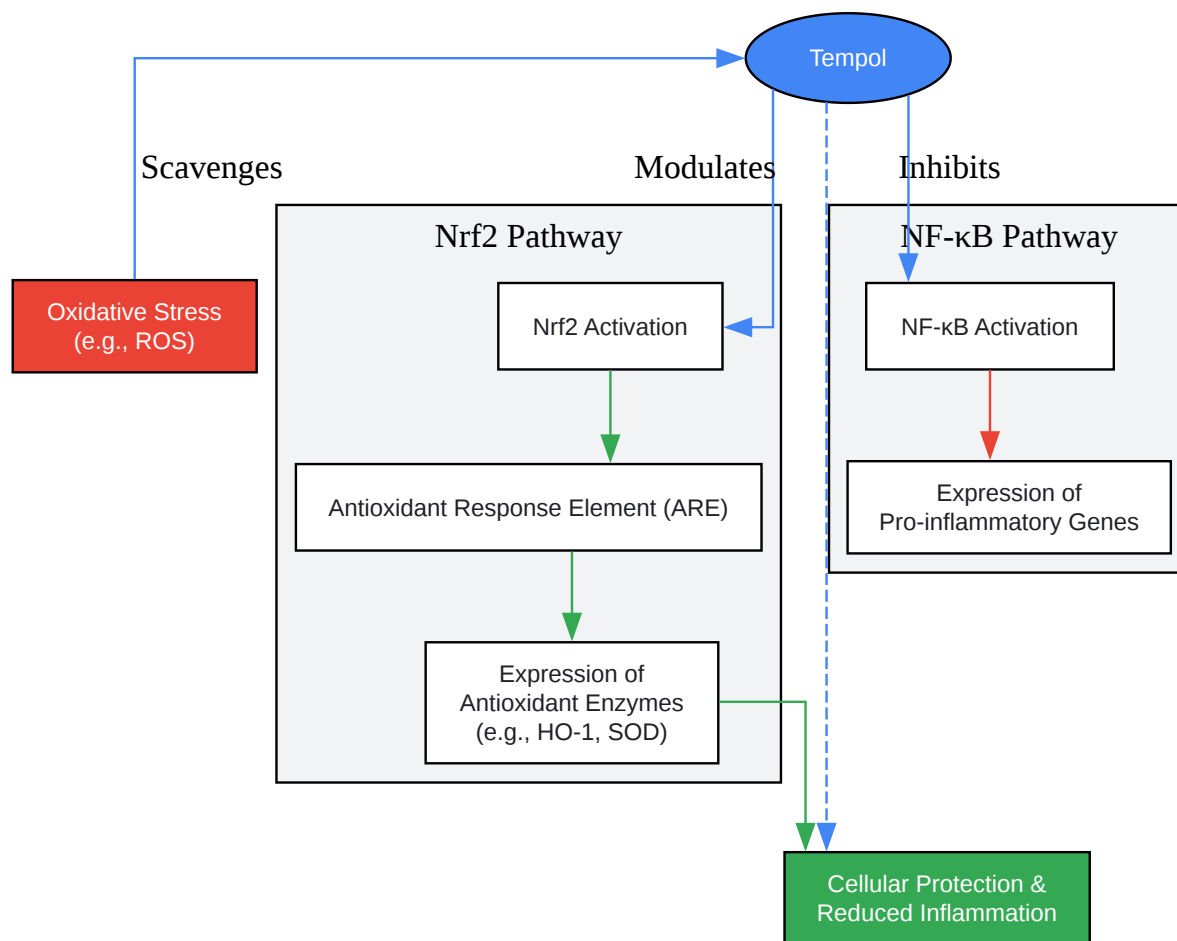 Tempol
Scavenges
Modulates
Inhibits
Nrf2 Pathway
NF-κB Pathway
Oxidative Stress
(e.g., ROS)
Nrf2 Activation
NF-κB Activation
Antioxidant Response Element (ARE)
Expression of
Pro-inflammatory Genes
Expression of
Antioxidant Enzymes
(e.g., HO-1, SOD)
Cellular Protection &
Reduced Inflammation